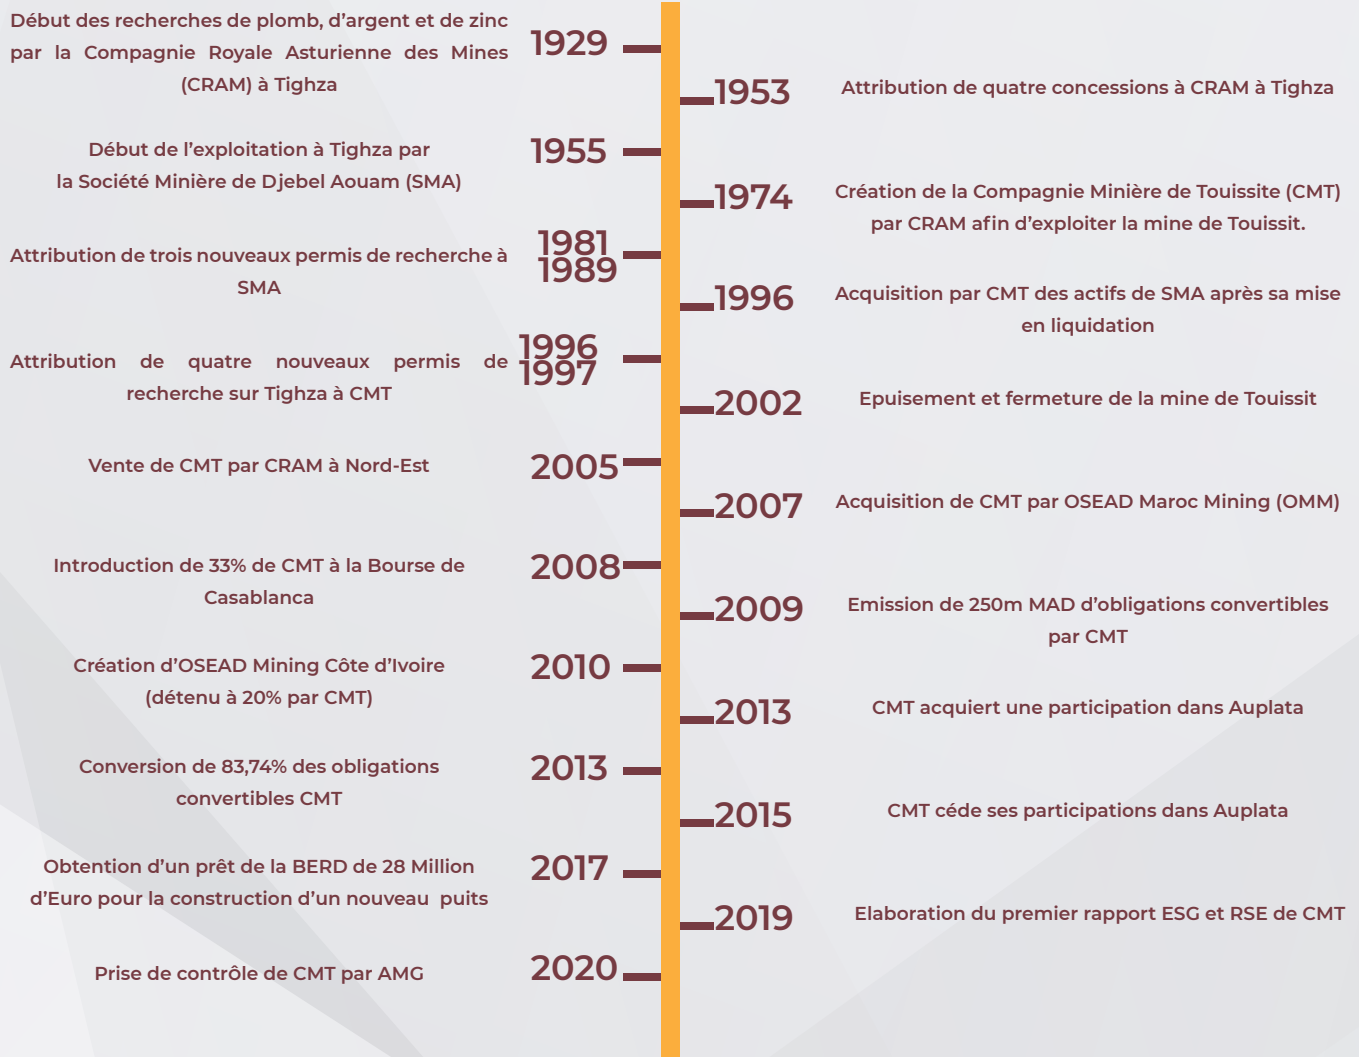 Début des recherches de plomb, d’argent et de zinc
par la Compagnie Royale Asturienne des Mines
(CRAM) à Tighza
1929
1953
Attribution de quatre concessions à CRAM à Tighza
Début de l’exploitation à Tighza par
la Société Minière de Djebel Aouam (SMA)
1955
1974
Création de la Compagnie Minière de Touissite (CMT)
par CRAM afin d’exploiter la mine de Touissit.
Attribution de trois nouveaux permis de recherche à
SMA
1981
1989
1996
Acquisition par CMT des actifs de SMA après sa mise
en liquidation
Attribution de quatre nouveaux permis de
recherche sur Tighza à CMT
1996
1997
2002
Epuisement et fermeture de la mine de Touissit
Vente de CMT par CRAM à Nord-Est
2005
2007
Acquisition de CMT par OSEAD Maroc Mining (OMM)
Introduction de 33% de CMT à la Bourse de
Casablanca
2008
2009
Emission de 250m MAD d’obligations convertibles
par CMT
Création d’OSEAD Mining Côte d’Ivoire
(détenu à 20% par CMT)
2010
2013
CMT acquiert une participation dans Auplata
Conversion de 83,74% des obligations
convertibles CMT
2013
2015
CMT céde ses participations dans Auplata
Obtention d’un prêt de la BERD de 28 Million
d’Euro pour la construction d’un nouveau puits
2017
2019
Elaboration du premier rapport ESG et RSE de CMT
Prise de contrôle de CMT par AMG
2020